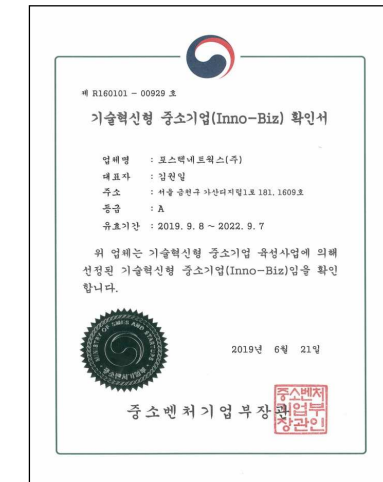 제 R160101 - 00929 호
기술혁신형 중소기업(Inno-Biz) 확인서
업체명 : 포스텍네트웍스(주)
대표자 : 김원일
주소 : 서울 금천구 가산디지털1로 181, 1609호
등급 : A
유효기간 : 2019. 9. 8 ~ 2022. 9. 7
위 업체는 기술혁신형 중소기업 육성사업에 의해
선정된 기술혁신형 중소기업(Inno-Biz)임을 확인
합니다.
2019년 6월 21일
중소벤처기업부장관
중소벤처
기업부
장관인